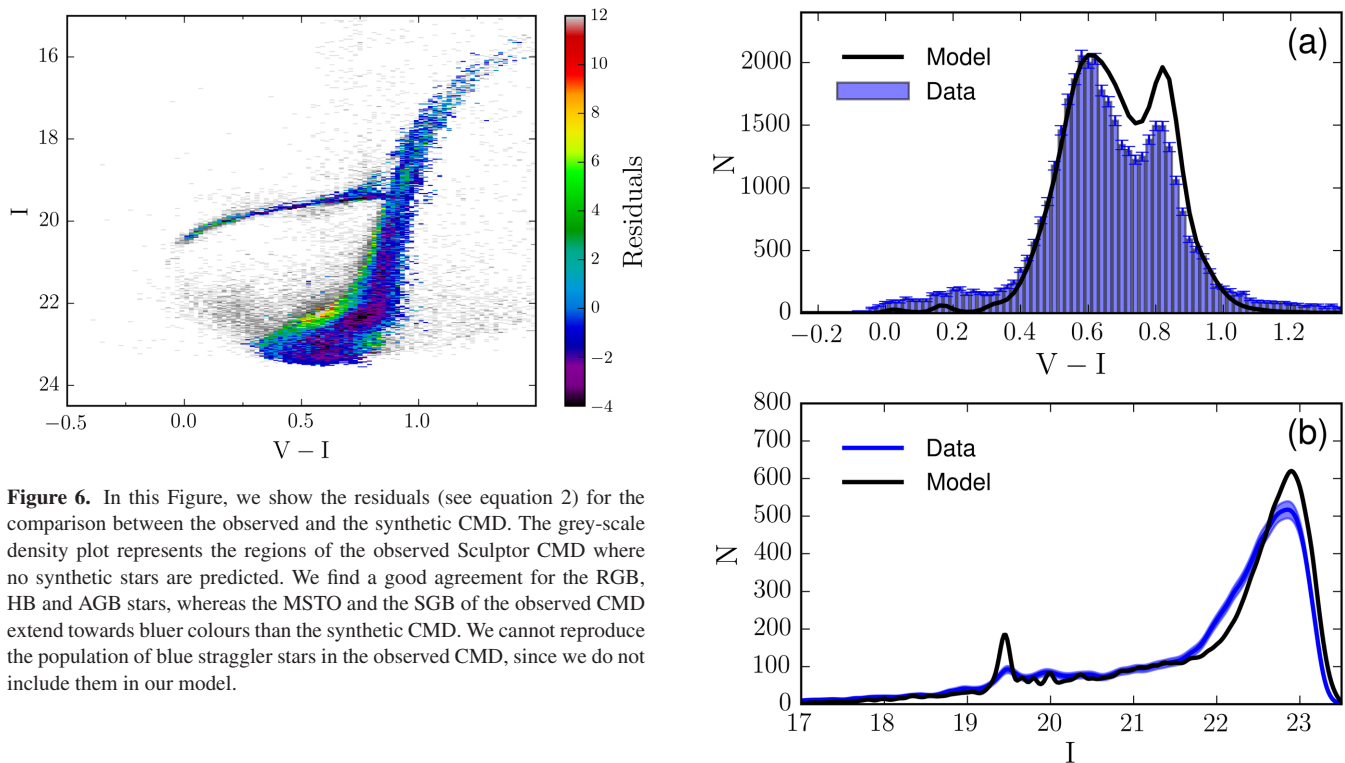 12
10
8
6
4
2
0
−2
−4
Residuals
16
18
20
22
24
I
−0.5
0.0
0.5
1.0
V − I
Figure 6. In this Figure, we show the residuals (see equation 2) for the
comparison between the observed and the synthetic CMD. The grey-scale
density plot represents the regions of the observed Sculptor CMD where
no synthetic stars are predicted. We find a good agreement for the RGB,
HB and AGB stars, whereas the MSTO and the SGB of the observed CMD
extend towards bluer colours than the synthetic CMD. We cannot reproduce
the population of blue straggler stars in the observed CMD, since we do not
include them in our model.
(a)
Model
Data
2000
1500
1000
500
0
N
−0.2 0.0 0.2 0.4 0.6 0.8 1.0 1.2
V − I
(b)
Data
Model
800
700
600
500
400
300
200
100
0
N
17 18 19 20 21 22 23
I